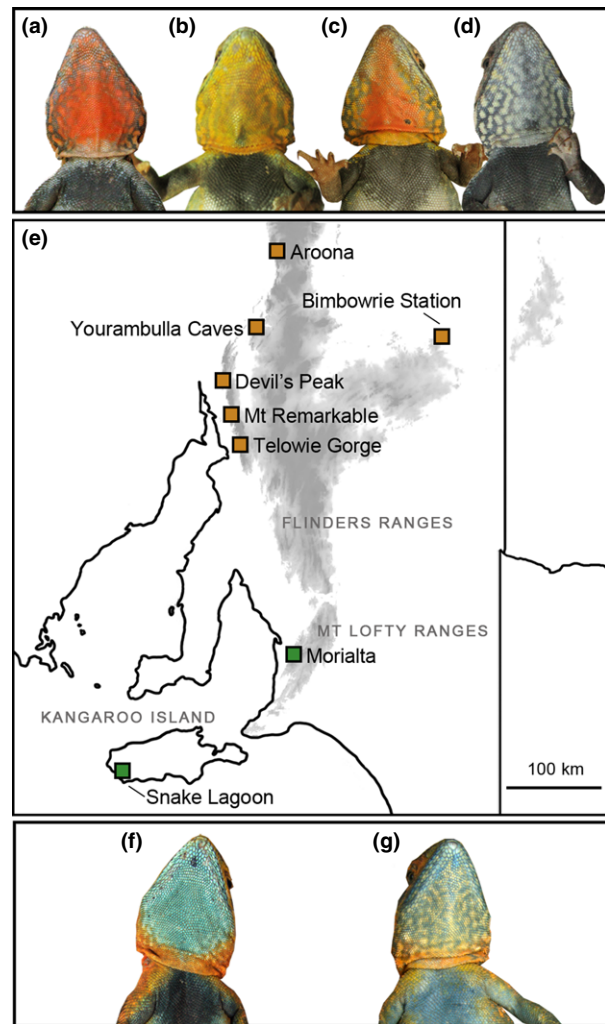 (a) (b) (c) (d)
(e)
Aroona
Bimbowrie Station
Yourambulla Caves
Devil's Peak
Mt Remarkable
Telowie Gorge
FLINDERS RANGES
MT LOFTY RANGES
Morialta
KANGAROO ISLAND
100 km
Snake Lagoon
(f) (g)